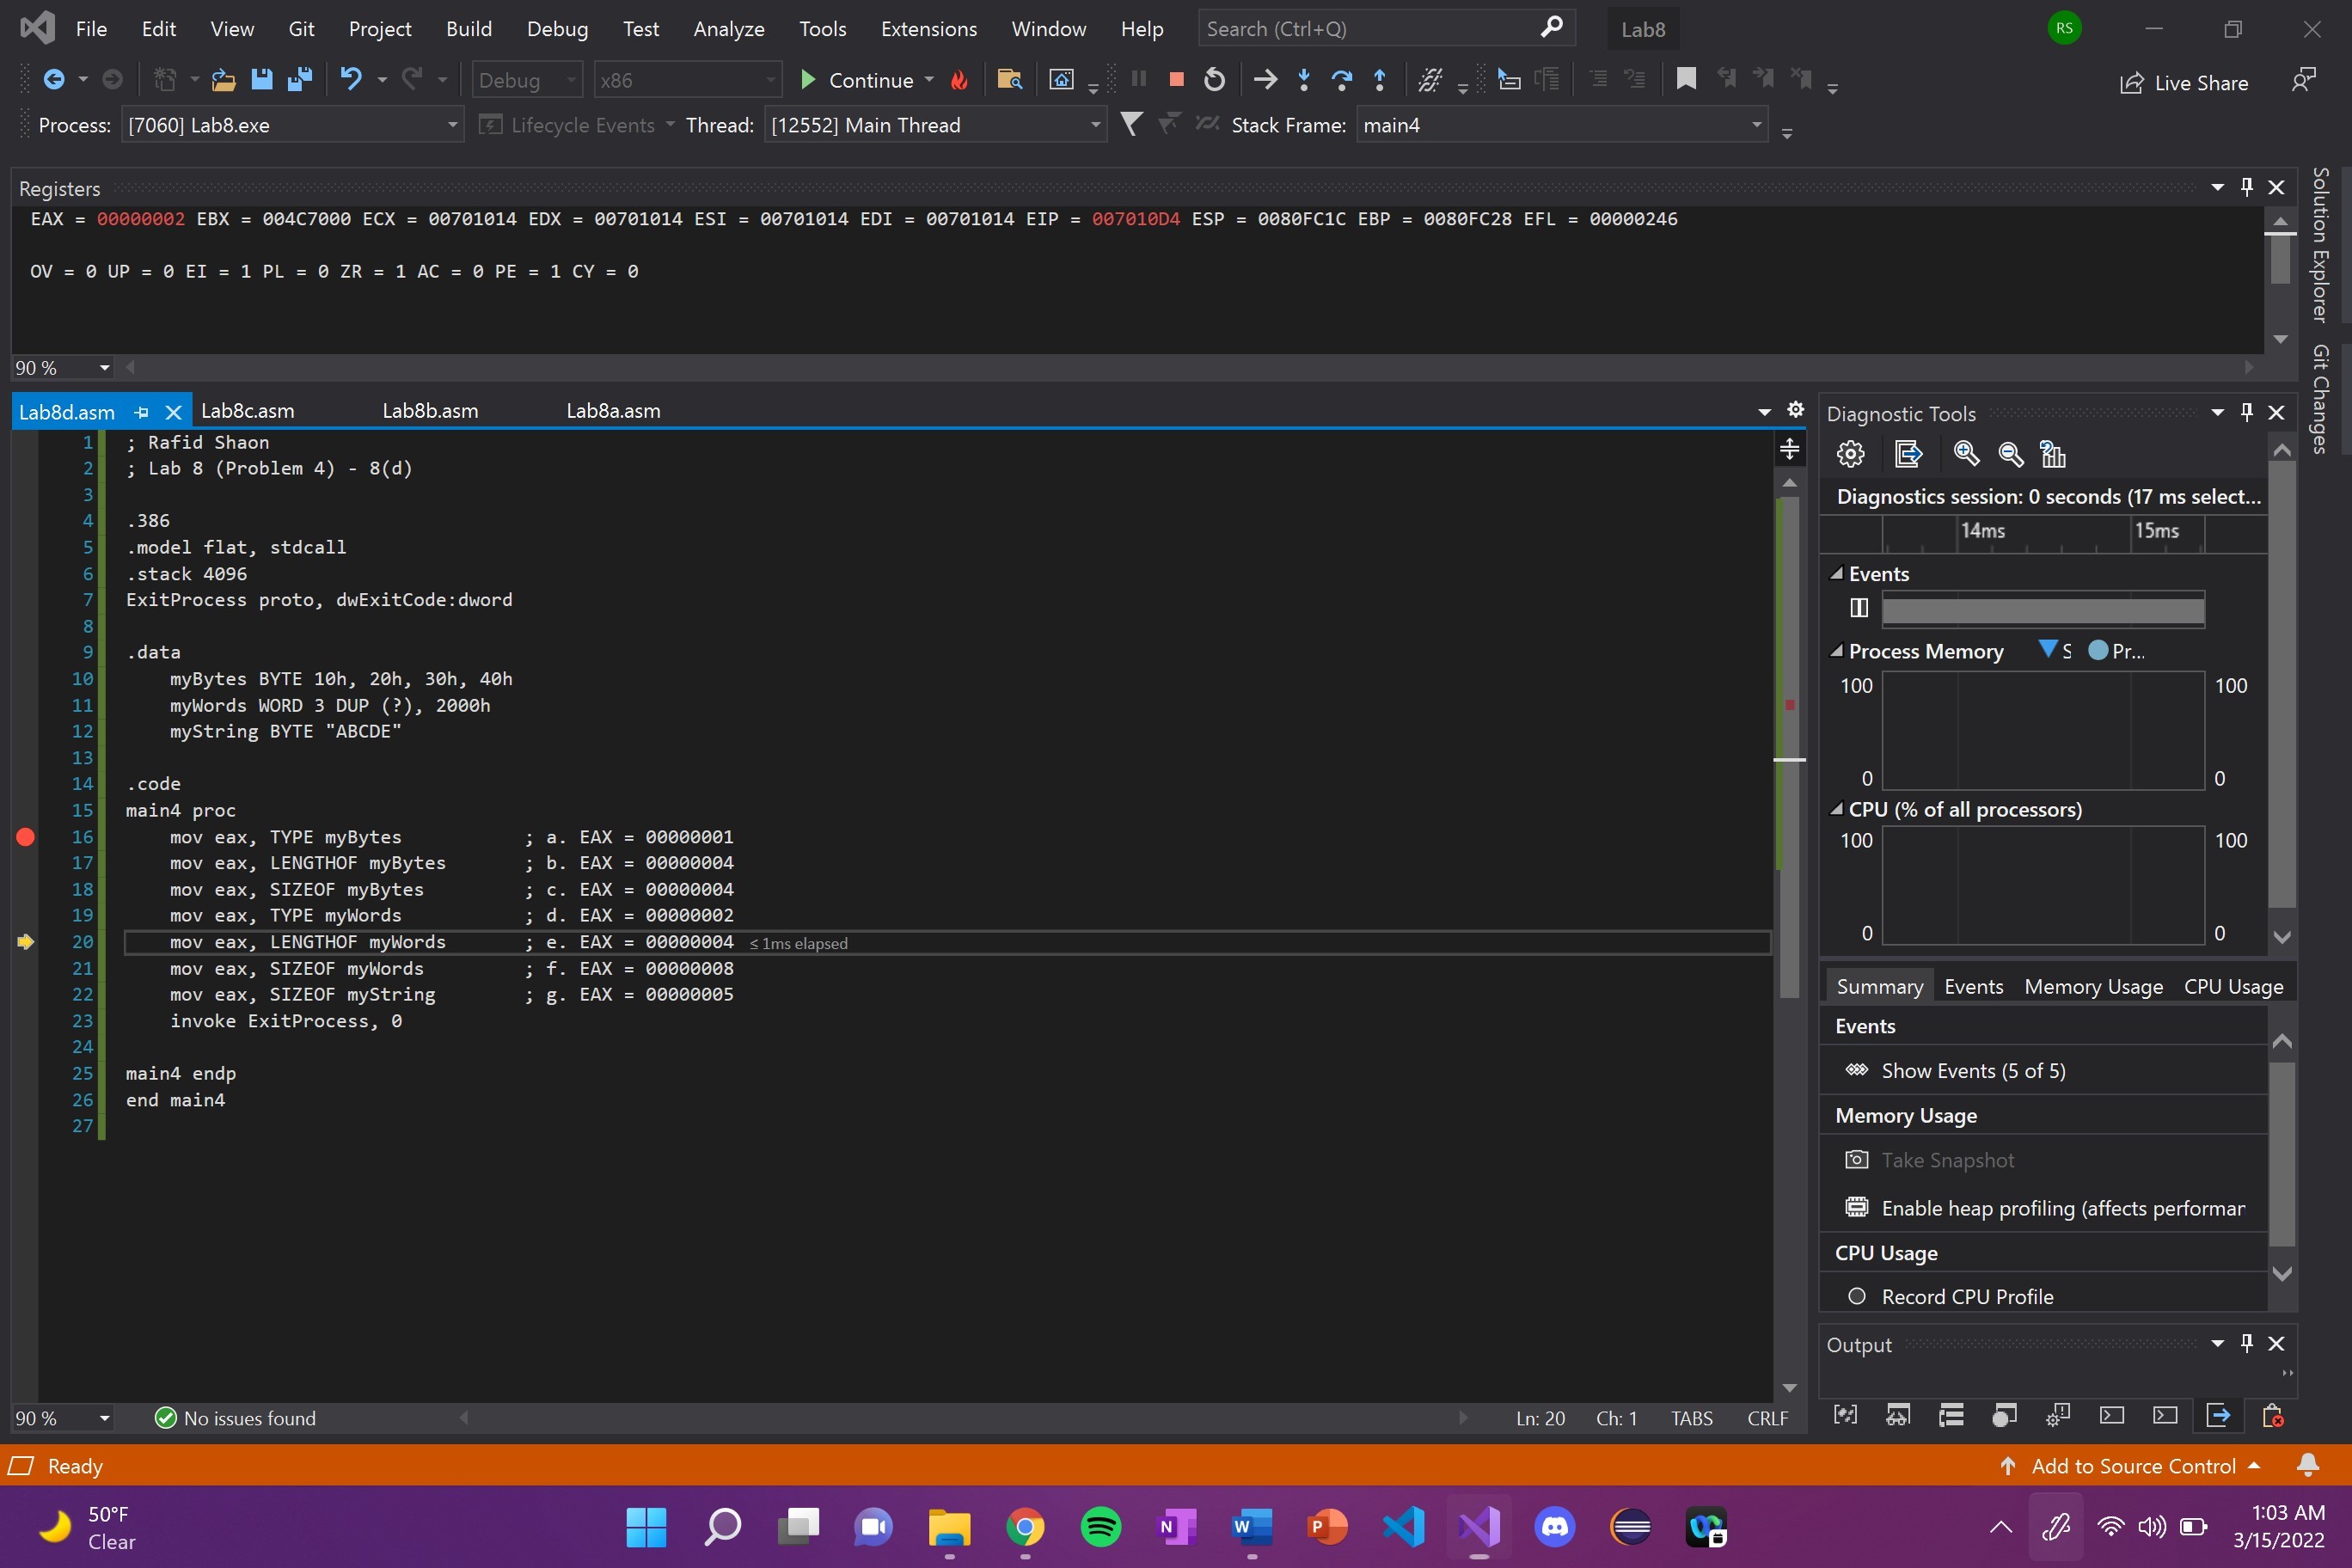 File Edit View Git Project Build Debug Test Analyze Tools Extensions Window Help Search (Ctrl+Q) Lab8 RS
Debug x86 Continue Live Share
Process: [7060] Lab8.exe Lifecycle Events Thread: [12552] Main Thread Stack Frame: main4
Registers
EAX = 00000002 EBX = 004C7000 ECX = 00701014 EDX = 00701014 ESI = 00701014 EDI = 00701014 EIP = 007010D4 ESP = 0080FC1C EBP = 0080FC28 EFL = 00000246
OV = 0 UP = 0 EI = 1 PL = 0 ZR = 1 AC = 0 PE = 1 CY = 0
90 %
Solution Explorer
Git Changes
Lab8d.asm Lab8c.asm Lab8b.asm Lab8a.asm
1 ; Rafid Shaon
2 ; Lab 8 (Problem 4) - 8(d)
3
4 .386
5 .model flat, stdcall
6 .stack 4096
7 ExitProcess proto, dwExitCode:dword
8
9 .data
10 myBytes BYTE 10h, 20h, 30h, 40h
11 myWords WORD 3 DUP (?), 2000h
12 myString BYTE "ABCDE"
13
14 .code
15 main4 proc
16 mov eax, TYPE myBytes ; a. EAX = 00000001
17 mov eax, LENGTHOF myBytes ; b. EAX = 00000004
18 mov eax, SIZEOF myBytes ; c. EAX = 00000004
19 mov eax, TYPE myWords ; d. EAX = 00000002
20 mov eax, LENGTHOF myWords ; e. EAX = 00000004 ≤ 1ms elapsed
21 mov eax, SIZEOF myWords ; f. EAX = 00000008
22 mov eax, SIZEOF myString ; g. EAX = 00000005
23 invoke ExitProcess, 0
24
25 main4 endp
26 end main4
27
90 % No issues found Ln: 20 Ch: 1 TABS CRLF
Diagnostic Tools
Diagnostics session: 0 seconds (17 ms select...
14ms 15ms
Events
Process Memory S Pr...
100 100
0 0
CPU (% of all processors)
100 100
0 0
Summary Events Memory Usage CPU Usage
Events
Show Events (5 of 5)
Memory Usage
Take Snapshot
Enable heap profiling (affects performar
CPU Usage
Record CPU Profile
Output
Ready Add to Source Control
50°F
Clear
1:03 AM
3/15/2022